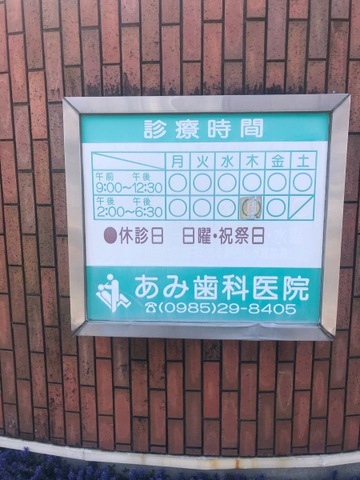 診療時間
月 火 水 木 金 土
午前 午後
9:00〜12:30 ○ ○ ○ ○ ○ ○
午後 午後
2:00〜6:30 ○ ○ ○ ○ ○ ／
●休診日 日曜・祝祭日
あみ歯科医院
☎(0985)29-8405